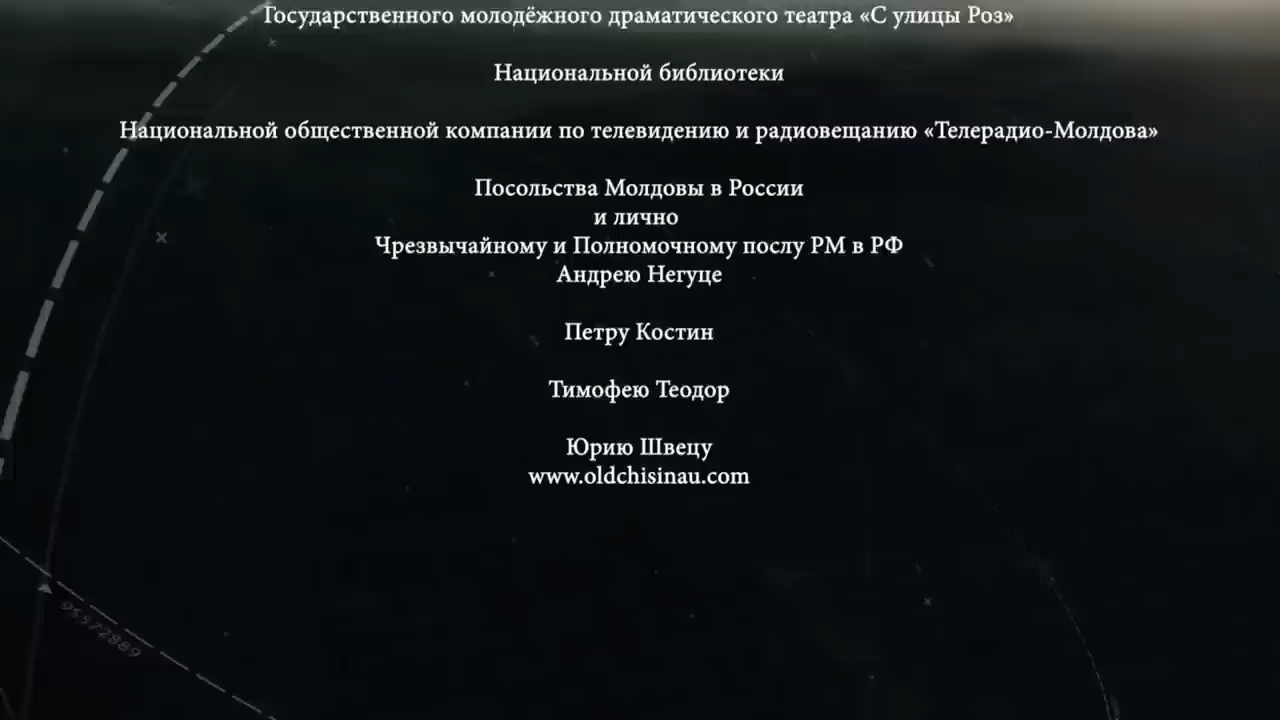 Государственного молодёжного драматического театра «С улицы Роз»
Национальной библиотеки
Национальной общественной компании по телевидению и радиовещанию «Телерадио-Молдова»
Посольства Молдовы в России
и лично
Чрезвычайному и Полномочному послу РМ в РФ
Андрею Негуце
Петру Костин
Тимофею Теодор
Юрию Швецу
www.oldchisinau.com